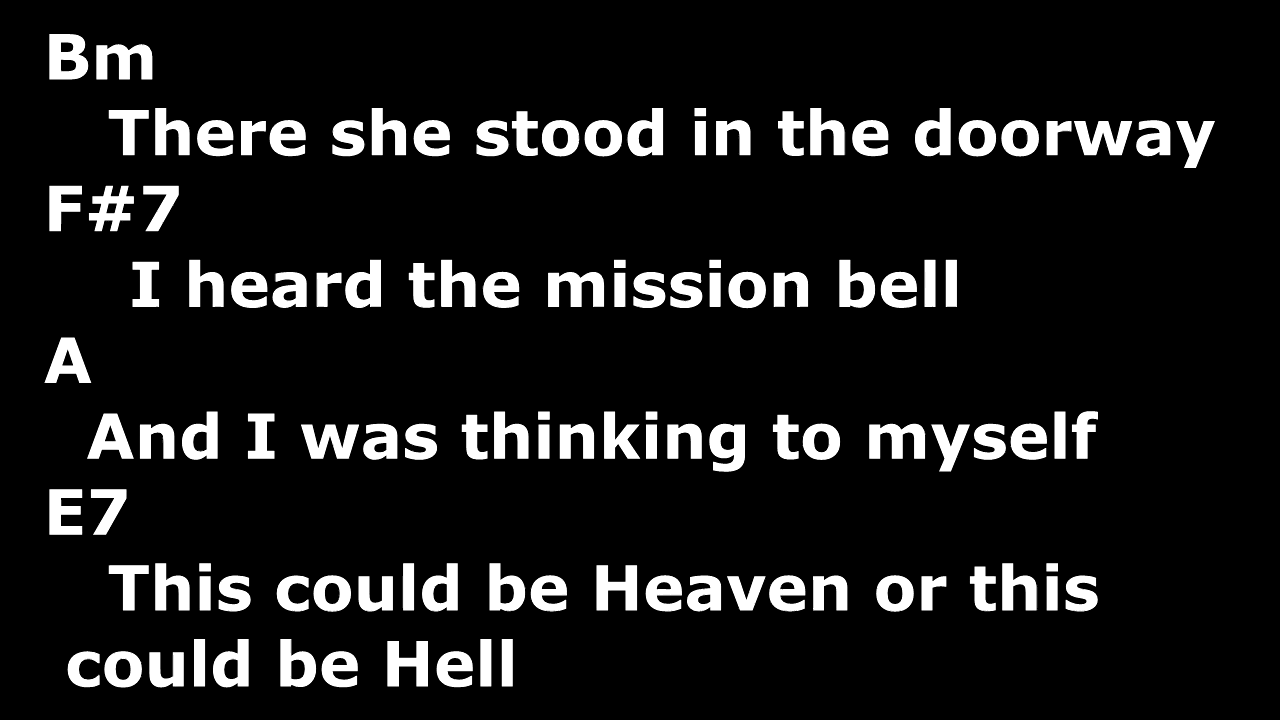 Bm
There she stood in the doorway
F#7
I heard the mission bell
A
And I was thinking to myself
E7
This could be Heaven or this
could be Hell